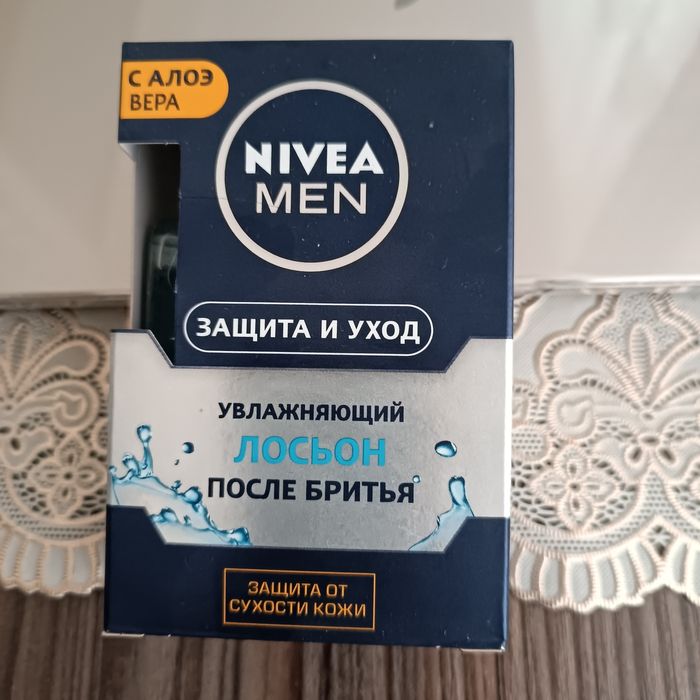 С АЛОЭ
ВЕРА
NIVEA
MEN
ЗАЩИТА И УХОД
УВЛАЖНЯЮЩИЙ
ЛОСЬОН
ПОСЛЕ БРИТЬЯ
ЗАЩИТА ОТ
СУХОСТИ КОЖИ